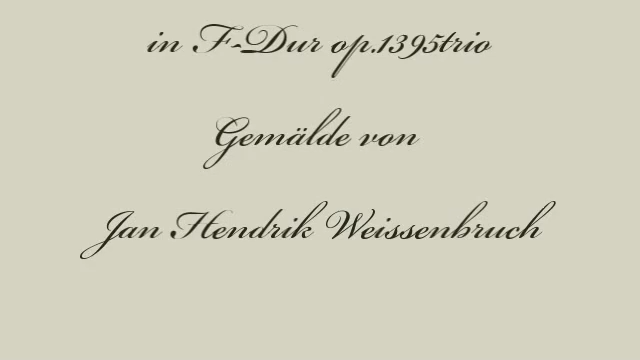 in F-Dur op.1395trio
Gemälde von
Jan Hendrik Weissenbruch